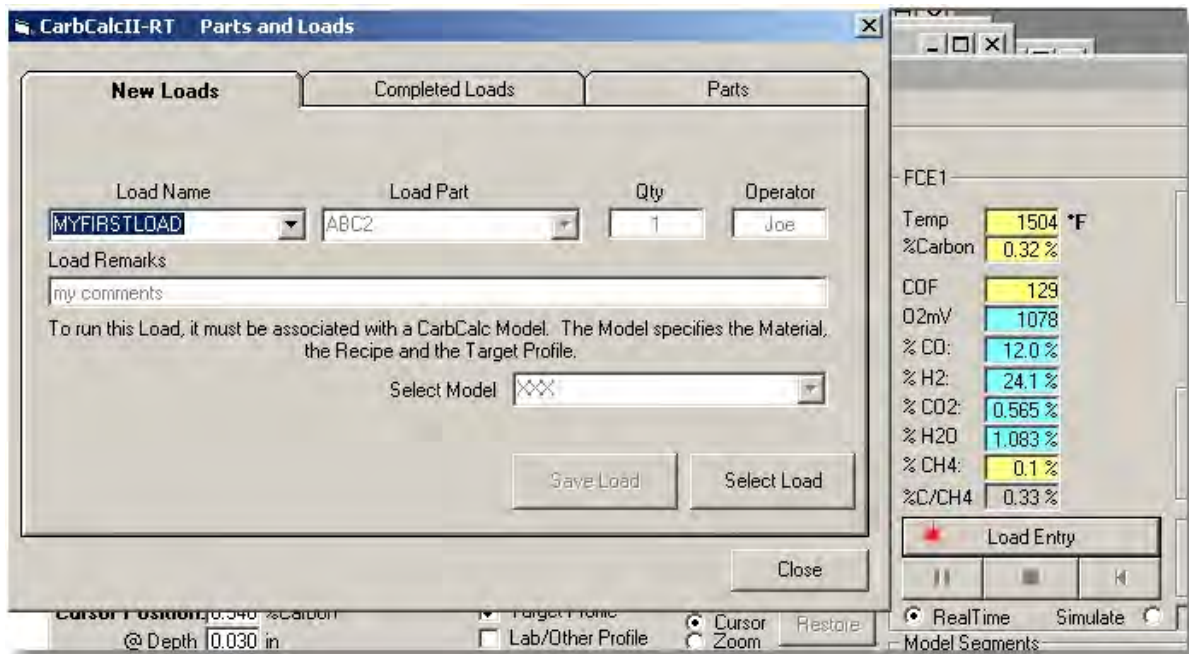 CarbCalcII-RT Parts and Loads
New Loads
Completed Loads
Parts
Load Name
Load Part
Qty
Operator
MYFIRSTLOAD
ABC2
1
Joe
Load Remarks
my comments
To run this Load, it must be associated with a CarbCalc Model. The Model specifies the Material,
the Recipe and the Target Profile.
Select Model XXX
Save Load
Select Load
Close
FCE1
Temp 1504 °F
%Carbon 0.32 %
COF 129
O2mV 1078
% CO: 12.0 %
% H2: 24.1 %
% CO2: 0.565 %
% H2O 1.083 %
% CH4: 0.1 %
%C/CH4 0.33 %
Load Entry
RealTime Simulate
Model Segments
Cursor Position: 0.540 %Carbon
@ Depth 0.030 in
Target Profile
Lab/Other Profile
Cursor
Zoom
Restore